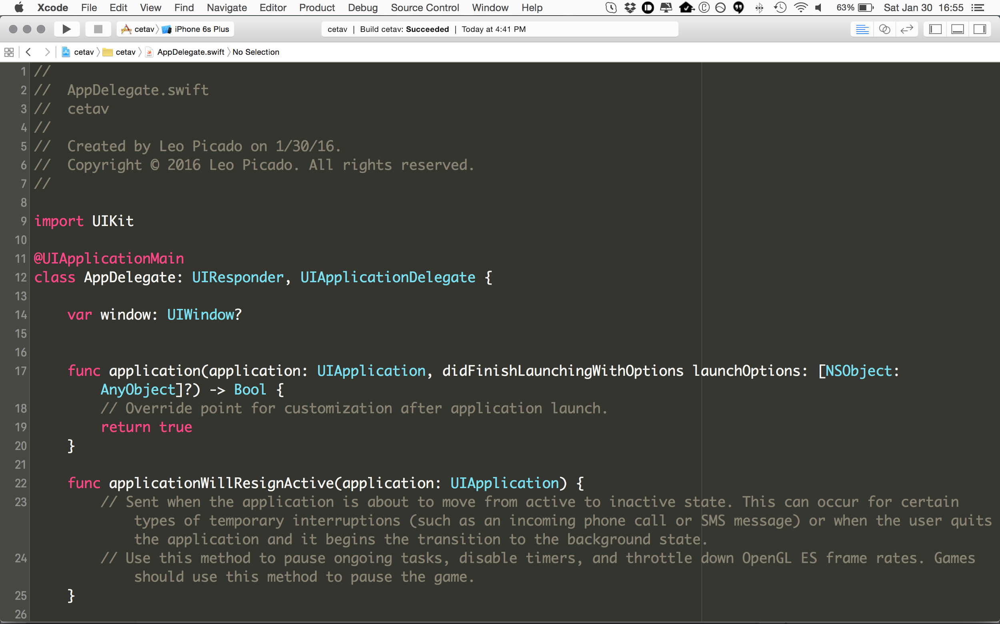 Xcode File Edit View Find Navigate Editor Product Debug Source Control Window Help 63% Sat Jan 30 16:55
cetav iPhone 6s Plus cetav | Build cetav: Succeeded | Today at 4:41 PM
cetav cetav AppDelegate.swift No Selection
1 //
2 //  AppDelegate.swift
3 //  cetav
4 //
5 //  Created by Leo Picado on 1/30/16.
6 //  Copyright © 2016 Leo Picado. All rights reserved.
7 //
8
9 import UIKit
10
11 @UIApplicationMain
12 class AppDelegate: UIResponder, UIApplicationDelegate {
13
14     var window: UIWindow?
15
16
17     func application(application: UIApplication, didFinishLaunchingWithOptions launchOptions: [NSObject:
AnyObject]?) -> Bool {
18         // Override point for customization after application launch.
19         return true
20     }
21
22     func applicationWillResignActive(application: UIApplication) {
23         // Sent when the application is about to move from active to inactive state. This can occur for certain
types of temporary interruptions (such as an incoming phone call or SMS message) or when the user quits
the application and it begins the transition to the background state.
24         // Use this method to pause ongoing tasks, disable timers, and throttle down OpenGL ES frame rates. Games
should use this method to pause the game.
25     }
26